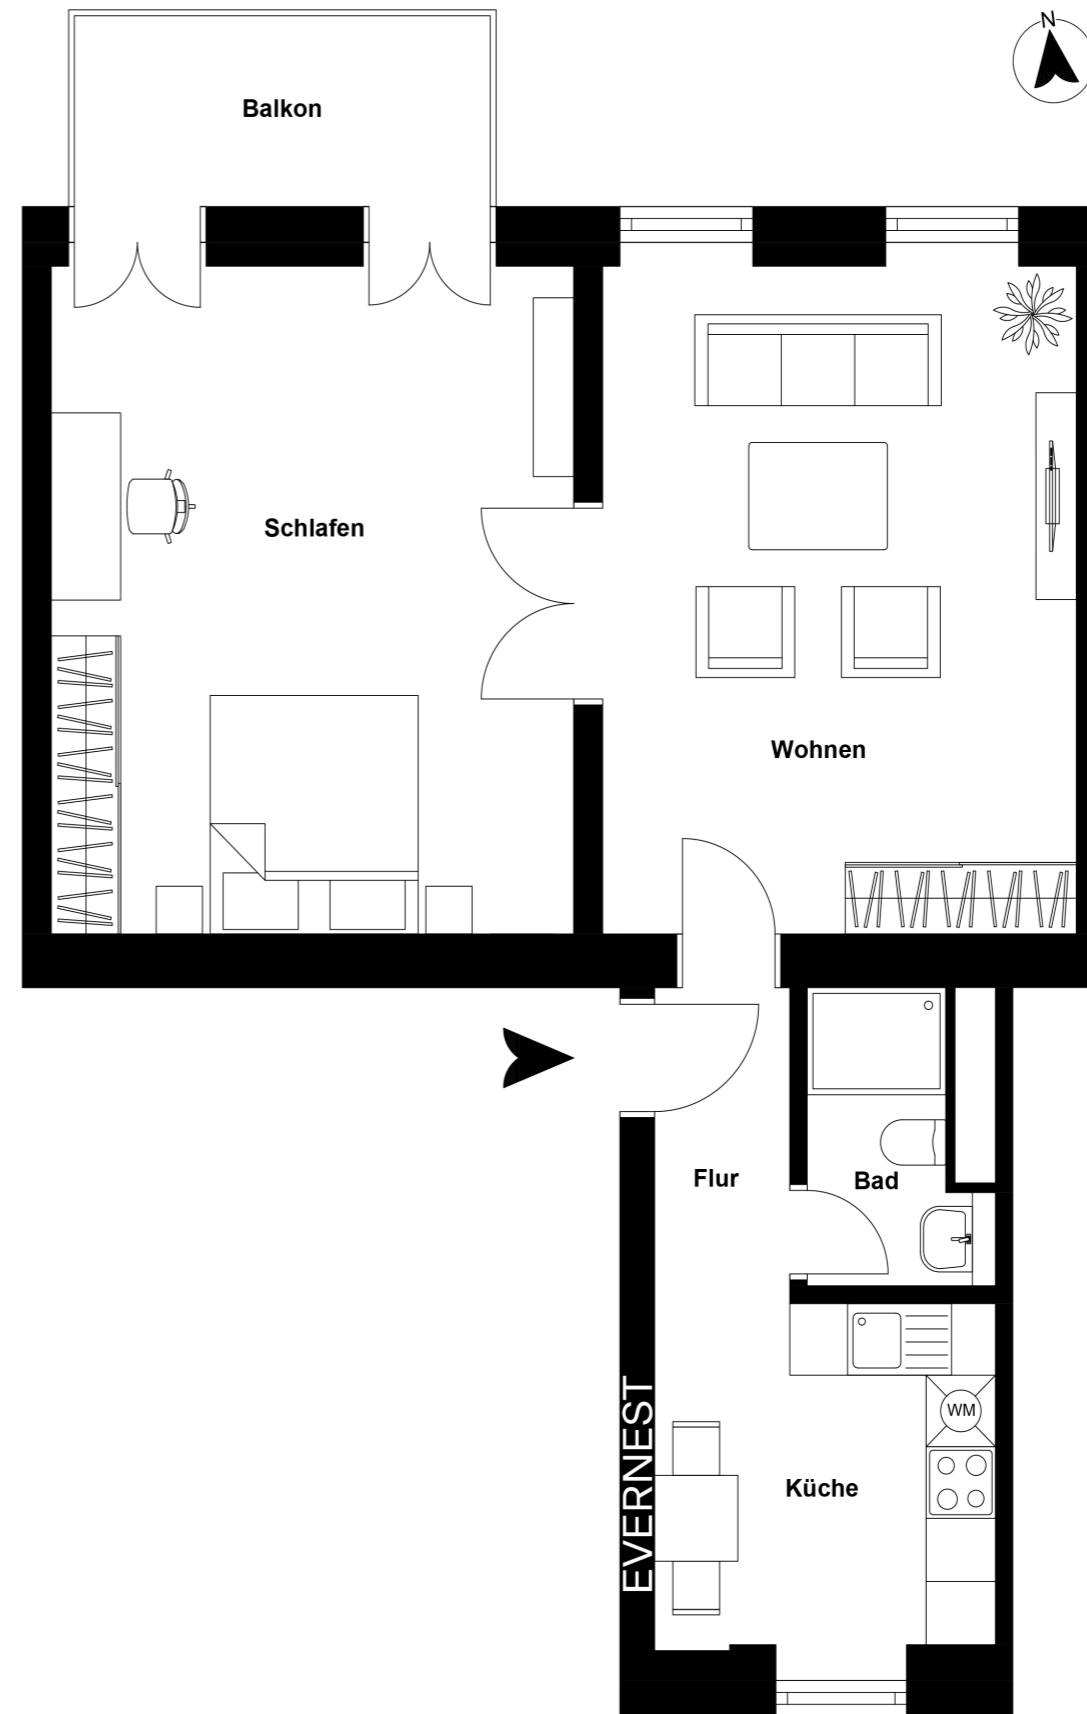 N
Balkon
Schlafen
Wohnen
Flur
Bad
EVERNEST
WM
Küche